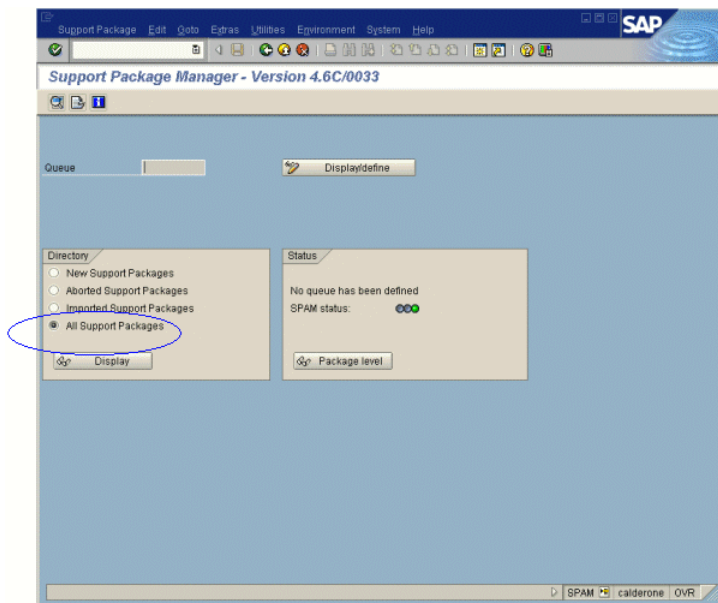 Support Package Edit Goto Extras Utilities Environment System Help
SAP
Support Package Manager - Version 4.6C/0033
Queue
Display/define
Directory
New Support Packages
Aborted Support Packages
Imported Support Packages
All Support Packages
Display
Status
No queue has been defined
SPAM status:
Package level
SPAM calderone OVR